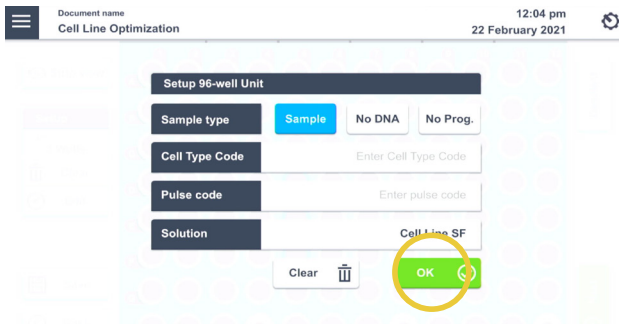 Document name
Cell Line Optimization
12:04 pm
22 February 2021
Setup 96-well Unit
Sample type
Sample
No DNA
No Prog.
Cell Type Code
Enter Cell Type Code
Pulse code
Enter pulse code
Solution
Cell Line SF
Clear
OK